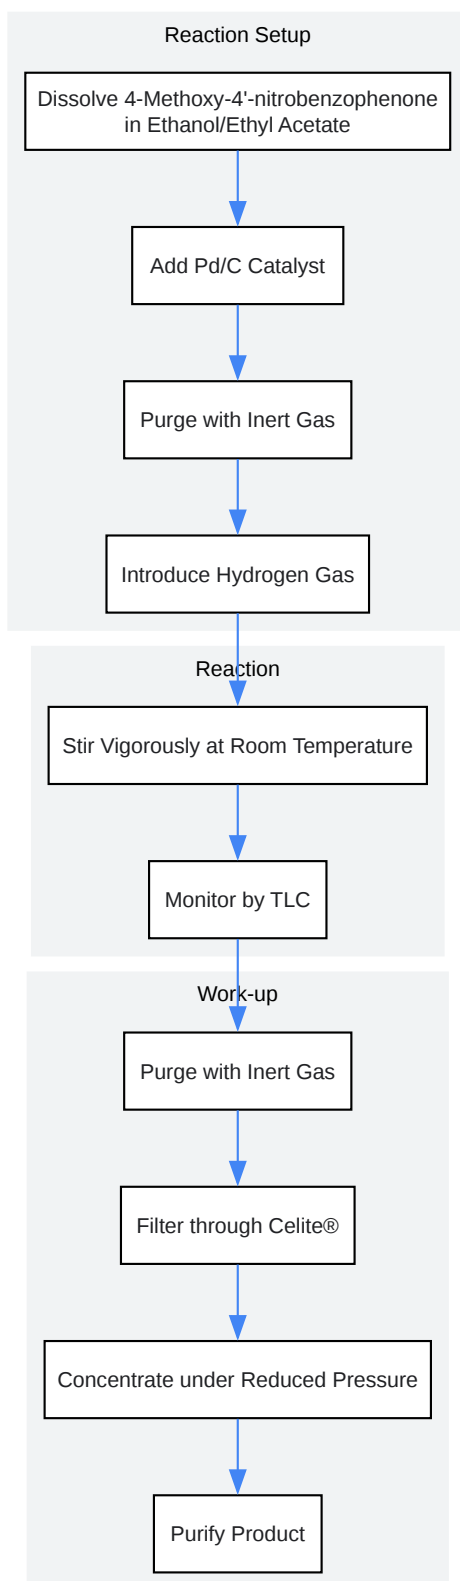 Reaction Setup
Dissolve 4-Methoxy-4'-nitrobenzophenone
in Ethanol/Ethyl Acetate
Add Pd/C Catalyst
Purge with Inert Gas
Introduce Hydrogen Gas
Reaction
Stir Vigorously at Room Temperature
Monitor by TLC
Work-up
Purge with Inert Gas
Filter through Celite®
Concentrate under Reduced Pressure
Purify Product